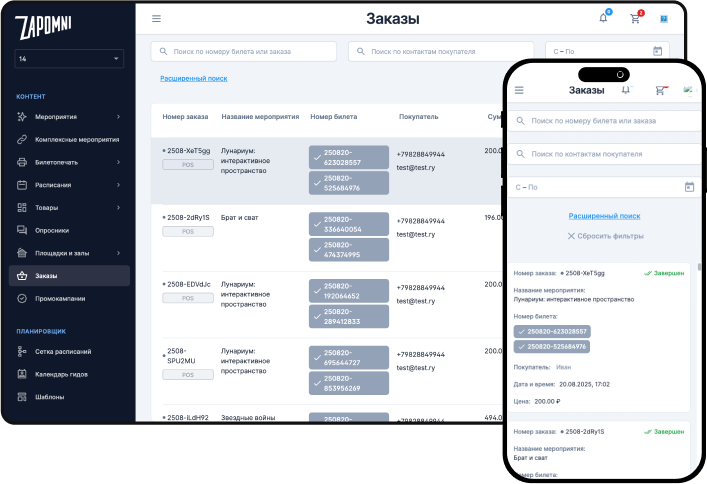 ZAPOMNI
14
КОНТЕНТ
Мероприятия
Комплексные мероприятия
Билетопечать
Расписания
Товары
Опросники
Площадки и залы
Заказы
Промокампании
ПЛАНИРОВЩИК
Сетка расписаний
Календарь гидов
Шаблоны
Заказы
6
2
Поиск по номеру билета или заказа
Поиск по контактам покупателя
С – По
Расширенный поиск
Номер заказа
Название мероприятия
Номер билета
Покупатель
Сум
2508-XeT5gg
POS
Лунариум:
интерактивное
пространство
250820-
623028557
250820-
525684976
+79828849944
test@test.ry
200.0
2508-2dRy1S
POS
Брат и сват
250820-
336640054
250820-
474374995
+79828849944
test@test.ry
196.0
2508-EDVdJc
POS
Лунариум:
интерактивное
пространство
250820-
192064652
250820-
289412833
+79828849944
test@test.ry
200.0
2508-
SPU2MU
POS
Лунариум:
интерактивное
пространство
250820-
695644727
250820-
853956269
+79828849944
test@test.ry
200.0
2508-ILdH92
Звездные войны
250820-
+79828849944
494.0
Заказы
Поиск по номеру билета или заказа
Поиск по контактам покупателя
С – По
Расширенный поиск
Сбросить фильтры
Номер заказа: 2508-XeT5gg
Завершен
Название мероприятия:
Лунариум: интерактивное пространство
Номер билета:
250820-623028557
250820-525684976
Покупатель: Иван
Дата и время: 20.08.2025, 17:02
Цена: 200.00 ₽
Номер заказа: 2508-2dRy1S
Завершен
Название мероприятия:
Брат и сват
Номер билета: